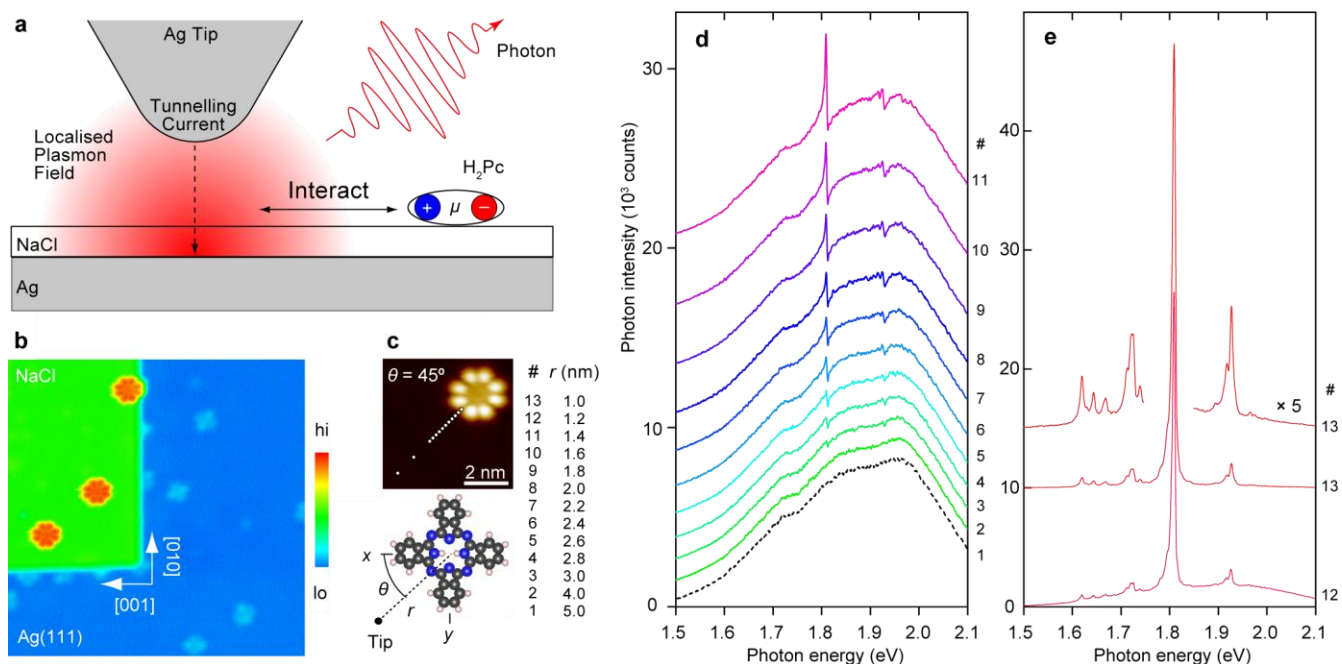 a
Ag Tip
Photon
Tunnelling
Current
Localised
Plasmon
Field
Interact
H2Pc
+ μ −
NaCl
Ag
b
NaCl
hi
lo
[010]
[001]
Ag(111)
c
θ = 45º
2 nm
# r (nm)
13 1.0
12 1.2
11 1.4
10 1.6
9 1.8
8 2.0
7 2.2
6 2.4
5 2.6
4 2.8
3 3.0
2 4.0
1 5.0
x
θ
r
Tip
y
d
Photon intensity (10³ counts)
30
20
10
0
#
11
10
9
8
7
6
5
4
3
2
1
1.5 1.6 1.7 1.8 1.9 2.0 2.1
Photon energy (eV)
e
40
30
20
10
0
#
× 5
13
13
12
1.5 1.6 1.7 1.8 1.9 2.0 2.1
Photon energy (eV)